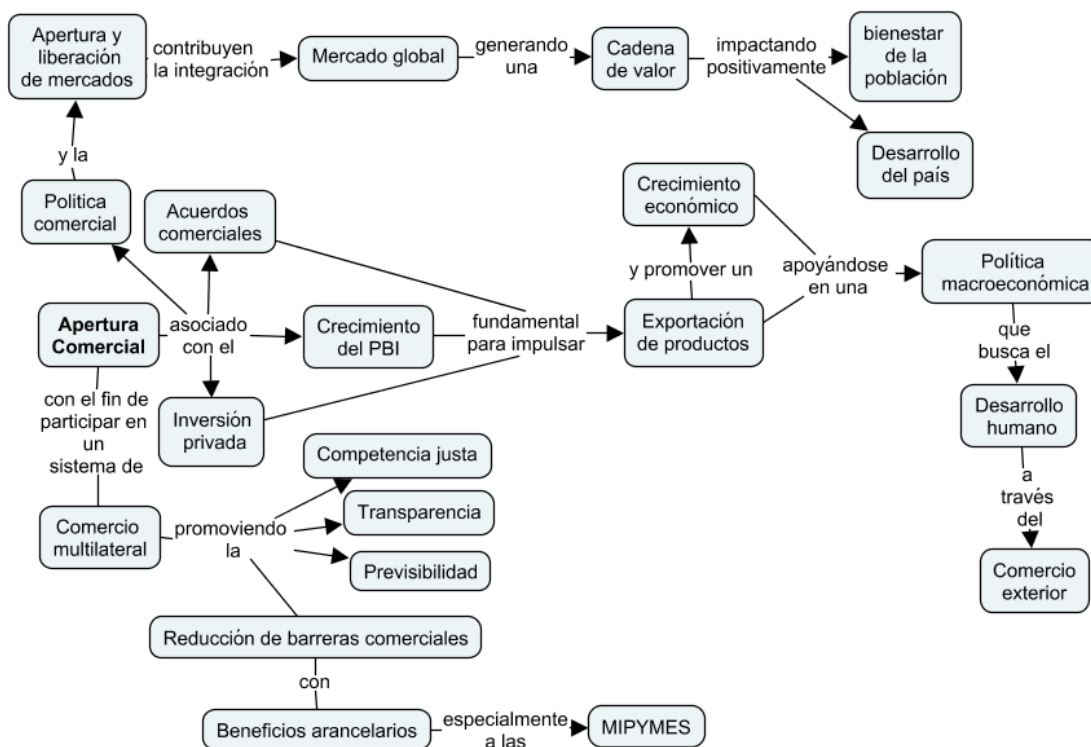 Apertura y
liberación
de mercados
contribuyen
la integración
Mercado global
generando
una
Cadena
de valor
impactando
positivamente
bienestar
de la
población
Desarrollo
del país
y la
Politica
comercial
Acuerdos
comerciales
Crecimiento
económico
y promover un
apoyándose
en una
Política
macroeconómica
Apertura
Comercial
asociado
con el
Crecimiento
del PBI
fundamental
para impulsar
Exportación
de productos
que
busca el
con el fin de
participar en
un
sistema de
Inversión
privada
Desarrollo
humano
Competencia justa
Transparencia
Previsibilidad
a
través
del
Comercio
multilateral
promoviendo
la
Comercio
exterior
Reducción de barreras comerciales
con
Beneficios arancelarios
especialmente
a las
MIPYMES